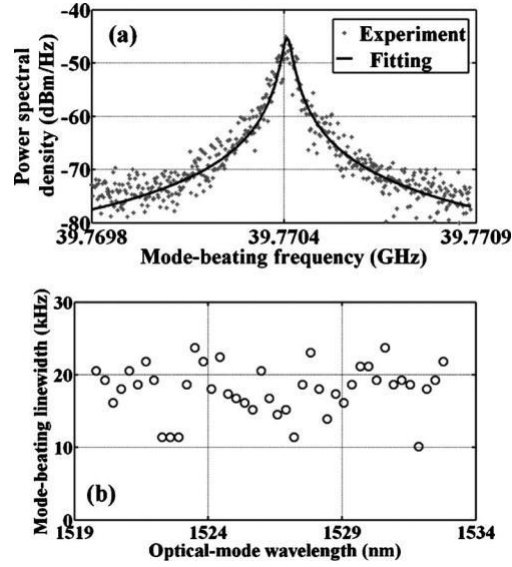 (a)
Experiment
Fitting
Power spectral
density (dBm/Hz)
-40
-50
-60
-70
-80
39.7698
39.7704
39.7709
Mode-beating frequency (GHz)
Mode-beating linewidth (kHz)
30
20
10
0
(b)
1519
1524
1529
1534
Optical-mode wavelength (nm)